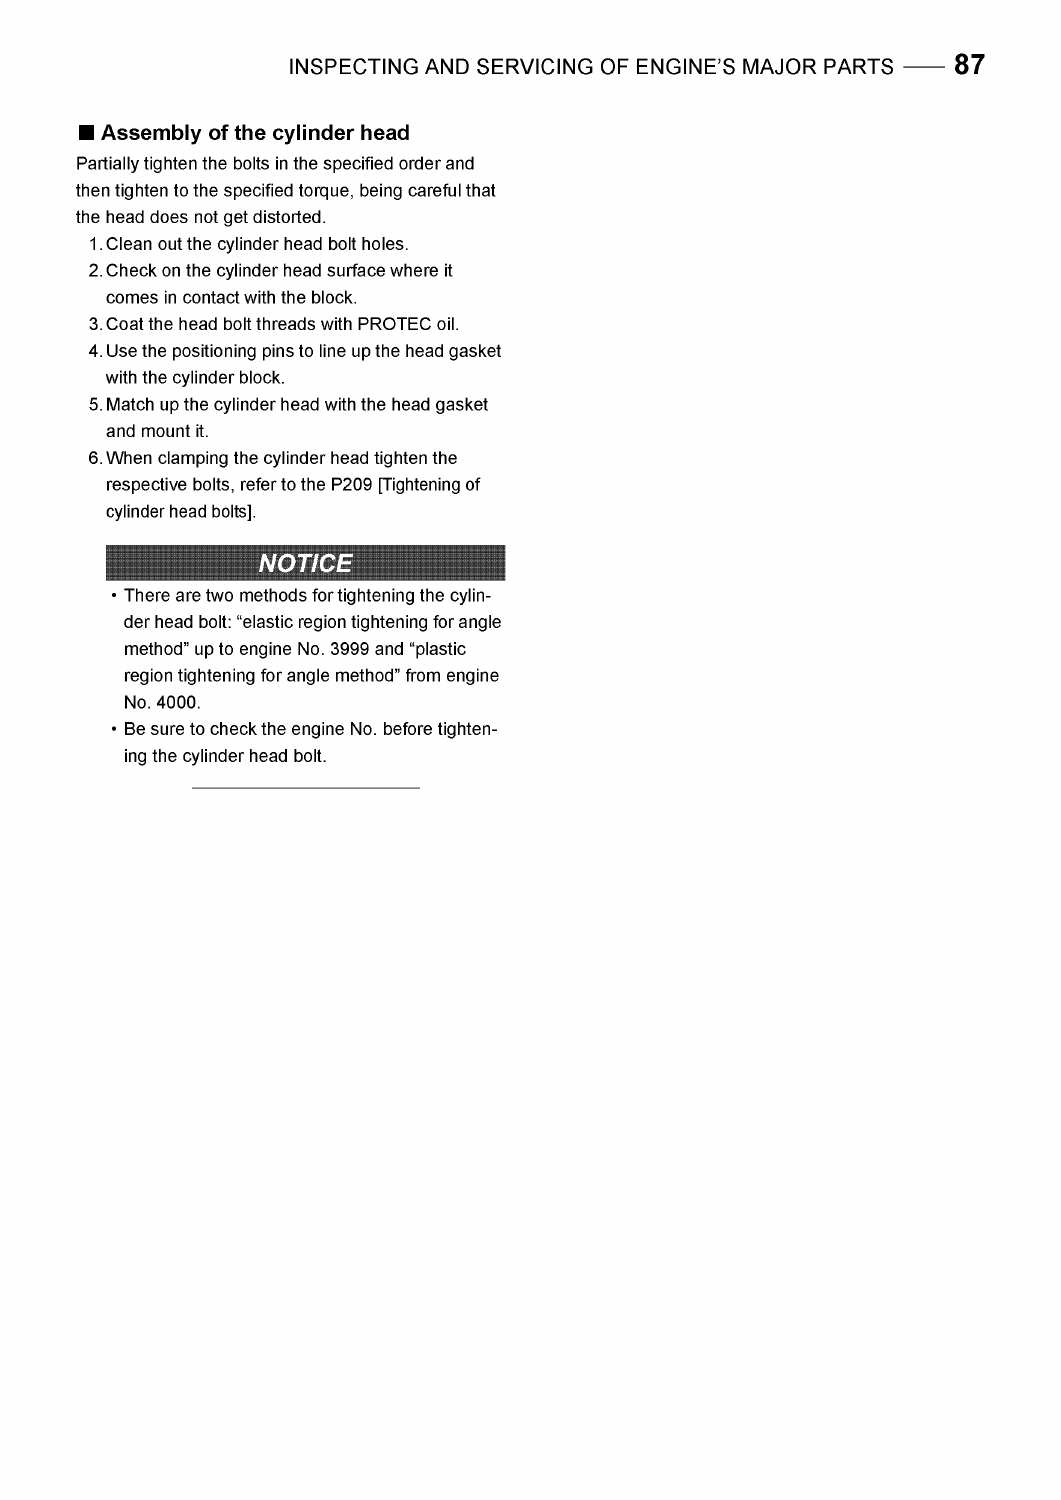 INSPECTING AND SERVICING OF ENGINE'S MAJOR PARTS — 87
■ Assembly of the cylinder head
Partially tighten the bolts in the specified order and
then tighten to the specified torque, being careful that
the head does not get distorted.
1. Clean out the cylinder head bolt holes.
2. Check on the cylinder head surface where it
comes in contact with the block.
3. Coat the head bolt threads with PROTEC oil.
4. Use the positioning pins to line up the head gasket
with the cylinder block.
5. Match up the cylinder head with the head gasket
and mount it.
6. When clamping the cylinder head tighten the
respective bolts, refer to the P209 [Tightening of
cylinder head bolts].
NOTICE
• There are two methods for tightening the cylin-
der head bolt: “elastic region tightening for angle
method” up to engine No. 3999 and “plastic
region tightening for angle method” from engine
No. 4000.
• Be sure to check the engine No. before tighten-
ing the cylinder head bolt.